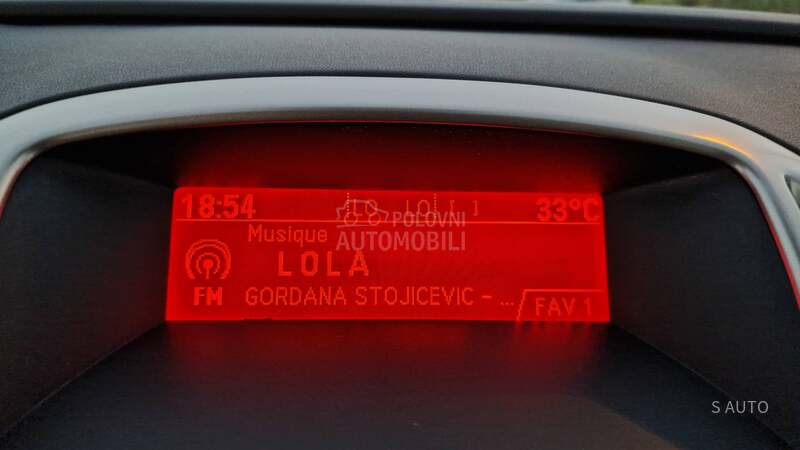 18:54 33°C
POLOVNI
AUTOMOBILI
Musique
LOLA
FM
GORDANA STOJICEVIC - ...
FAV 1
S AUTO